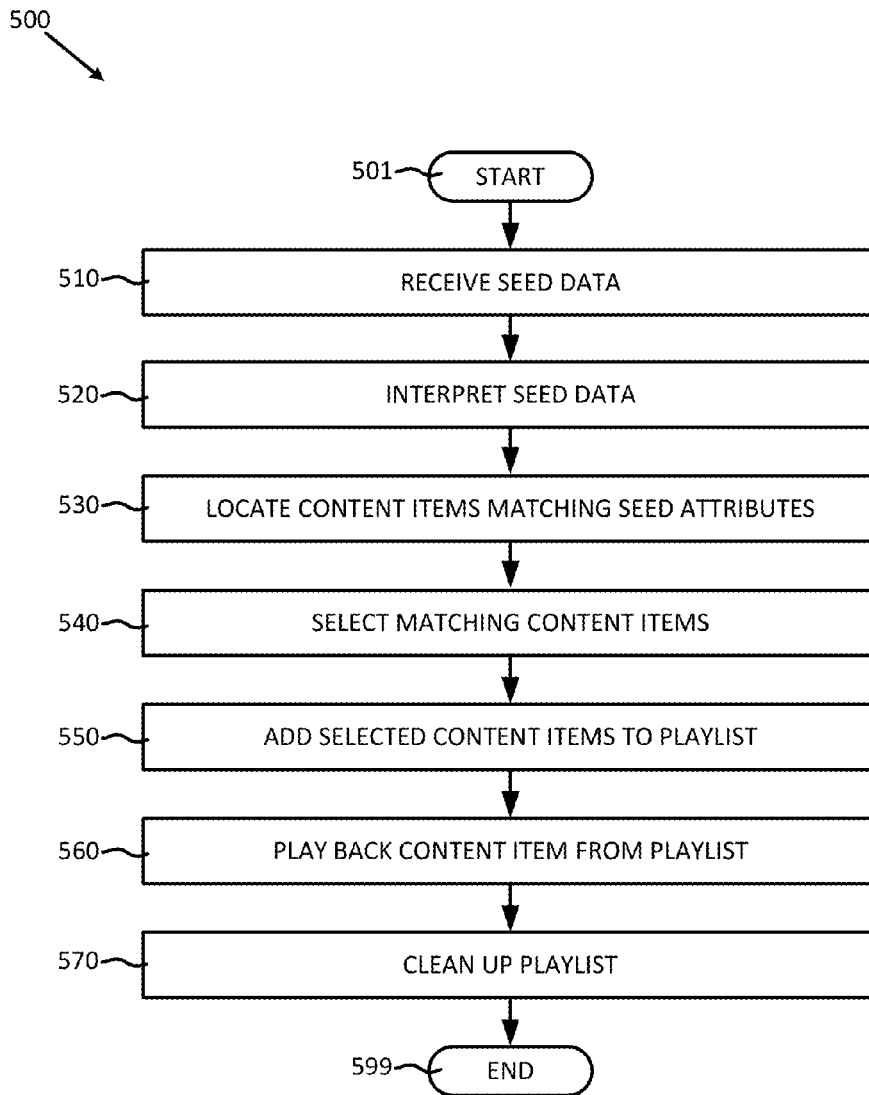 500
501 START
510 RECEIVE SEED DATA
520 INTERPRET SEED DATA
530 LOCATE CONTENT ITEMS MATCHING SEED ATTRIBUTES
540 SELECT MATCHING CONTENT ITEMS
550 ADD SELECTED CONTENT ITEMS TO PLAYLIST
560 PLAY BACK CONTENT ITEM FROM PLAYLIST
570 CLEAN UP PLAYLIST
599 END